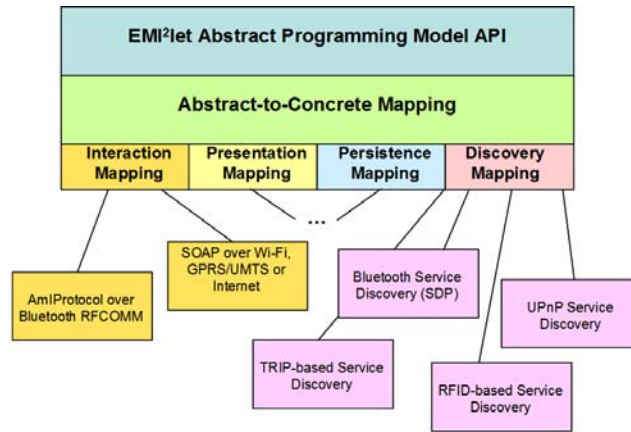 EMI²let Abstract Programming Model API
Abstract-to-Concrete Mapping
Interaction
Mapping
Presentation
Mapping
Persistence
Mapping
Discovery
Mapping
...
SOAP over Wi-Fi,
GPRS/UMTS or
Internet
AmIProtocol over
Bluetooth RFCOMM
Bluetooth Service
Discovery (SDP)
UPnP Service
Discovery
TRIP-based Service
Discovery
RFID-based Service
Discovery